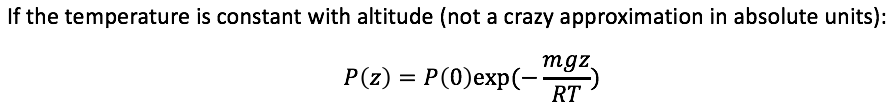 If the temperature is constant with altitude (not a crazy approximation in absolute units):
P(z) = P(0)exp(−mgz/RT)